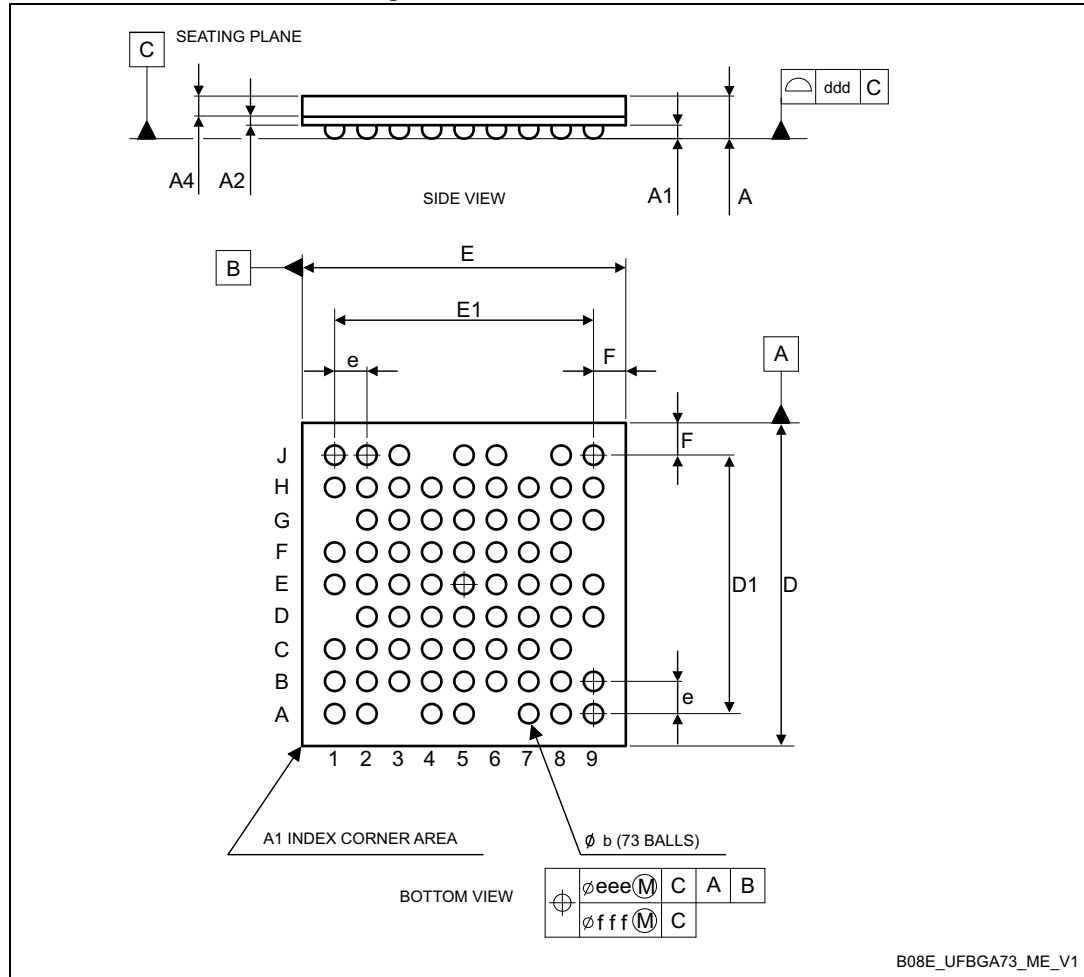 C
SEATING PLANE
ddd C
A4
A2
A1
A
SIDE VIEW
B
E
E1
A
e
F
F
J
H
G
F
E
D1
D
D
C
B
e
A
1 2 3 4 5 6 7 8 9
A1 INDEX CORNER AREA
ø b (73 BALLS)
BOTTOM VIEW
øeeeⓂ C A B
øfffⓂ C
B08E_UFBGA73_ME_V1